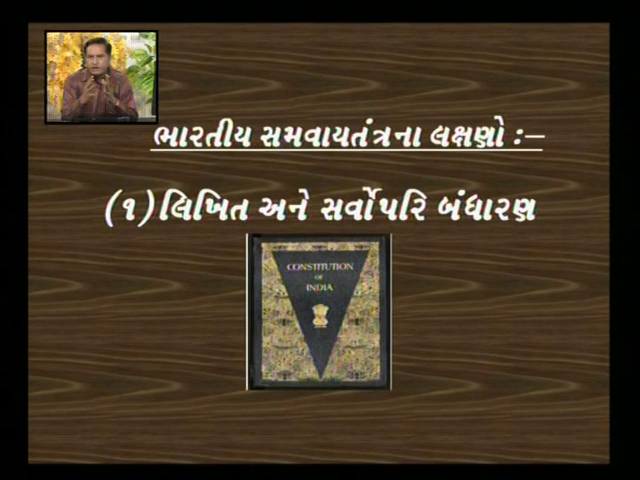 ભારતીય સમવાયતંત્રના લક્ષણો :–
(૧) લિખિત અને સર્વોપરિ બંધારણ
CONSTITUTION
OF
INDIA